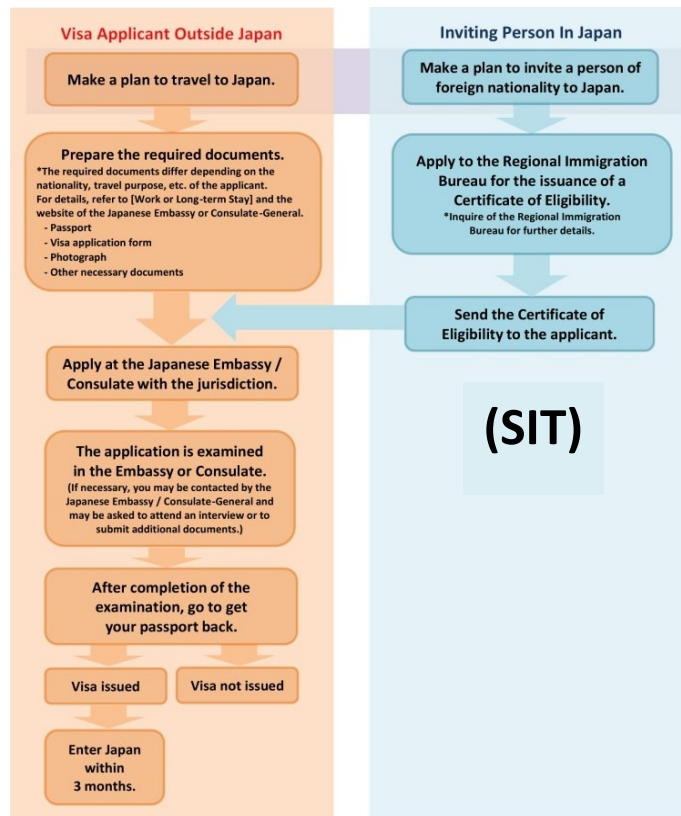 Visa Applicant Outside Japan
Make a plan to travel to Japan.
Prepare the required documents.
*The required documents differ depending on the
nationality, travel purpose, etc. of the applicant.
For details, refer to [Work or Long-term Stay] and the
website of the Japanese Embassy or Consulate-General.
- Passport
- Visa application form
- Photograph
- Other necessary documents
Apply at the Japanese Embassy /
Consulate with the jurisdiction.
The application is examined
in the Embassy or Consulate.
(If necessary, you may be contacted by the
Japanese Embassy / Consulate-General and
may be asked to attend an interview or to
submit additional documents.)
After completion of the
examination, go to get
your passport back.
Visa issued
Visa not issued
Enter Japan
within
3 months.
Inviting Person In Japan
Make a plan to invite a person of
foreign nationality to Japan.
Apply to the Regional Immigration
Bureau for the issuance of a
Certificate of Eligibility.
*Inquire of the Regional Immigration
Bureau for further details.
Send the Certificate of
Eligibility to the applicant.
(SIT)